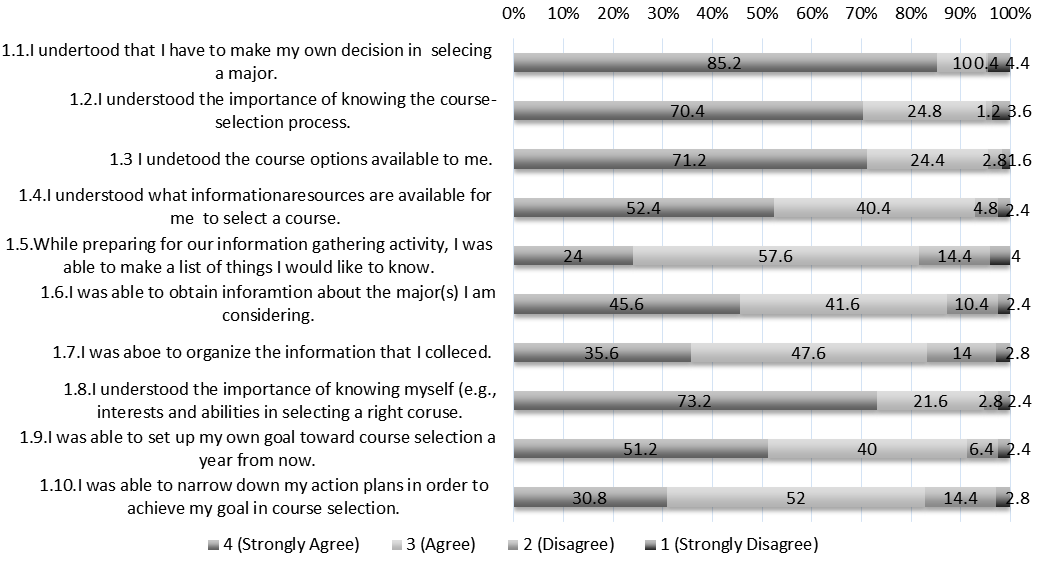 0% 10% 20% 30% 40% 50% 60% 70% 80% 90% 100%
1.1.I undertood that I have to make my own decision in selecing
a major.
85.2 10 0.4 4.4
1.2.I understood the importance of knowing the course-
selection process.
70.4 24.8 1.2 3.6
1.3 I undetood the course options available to me.
71.2 24.4 2.8 1.6
1.4.I understood what informationaresources are available for
me to select a course.
52.4 40.4 4.8 2.4
1.5.While preparing for our information gathering activity, I was
able to make a list of things I would like to know.
24 57.6 14.4 4
1.6.I was able to obtain inforamtion about the major(s) I am
considering.
45.6 41.6 10.4 2.4
1.7.I was aboe to organize the information that I colleced.
35.6 47.6 14 2.8
1.8.I understood the importance of knowing myself (e.g.,
interests and abilities in selecting a right coruse.
73.2 21.6 2.8 2.4
1.9.I was able to set up my own goal toward course selection a
year from now.
51.2 40 6.4 2.4
1.10.I was able to narrow down my action plans in order to
achieve my goal in course selection.
30.8 52 14.4 2.8
4 (Strongly Agree) 3 (Agree) 2 (Disagree) 1 (Strongly Disagree)